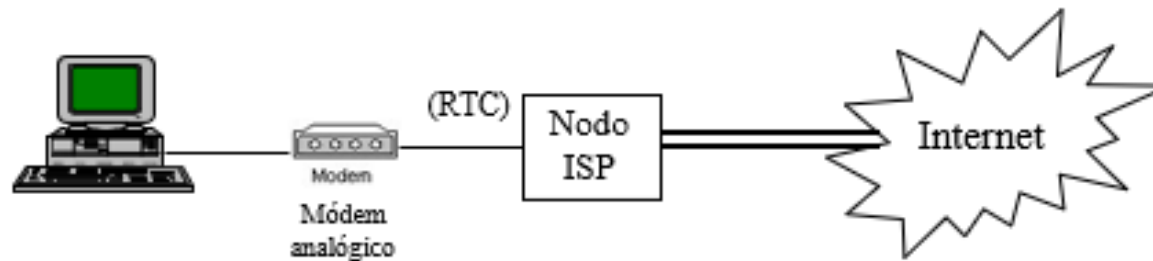 (RTC)
Nodo
ISP
Internet
Modem
Módem
analógico